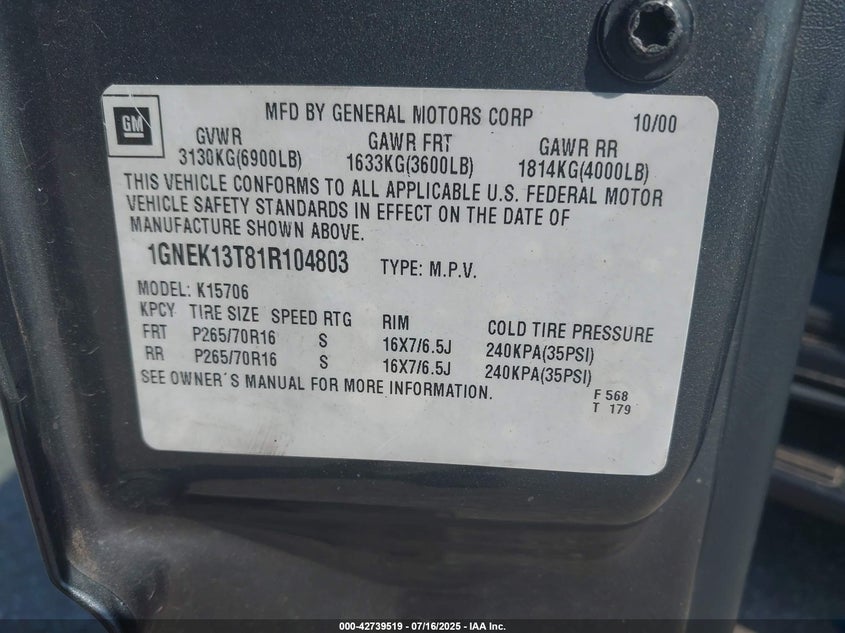 GM
MFD BY GENERAL MOTORS CORP 10/00
GVWR GAWR FRT GAWR RR
3130KG(6900LB) 1633KG(3600LB) 1814KG(4000LB)
THIS VEHICLE CONFORMS TO ALL APPLICABLE U.S. FEDERAL MOTOR
VEHICLE SAFETY STANDARDS IN EFFECT ON THE DATE OF
MANUFACTURE SHOWN ABOVE.
1GNEK13T81R104803 TYPE: M.P.V.
MODEL: K15706
KPCY TIRE SIZE SPEED RTG RIM COLD TIRE PRESSURE
FRT P265/70R16 S 16X7/6.5J 240KPA(35PSI)
RR P265/70R16 S 16X7/6.5J 240KPA(35PSI)
SEE OWNER'S MANUAL FOR MORE INFORMATION.
F 568
T 179
000-42739519 - 07/16/2025 - IAA Inc.